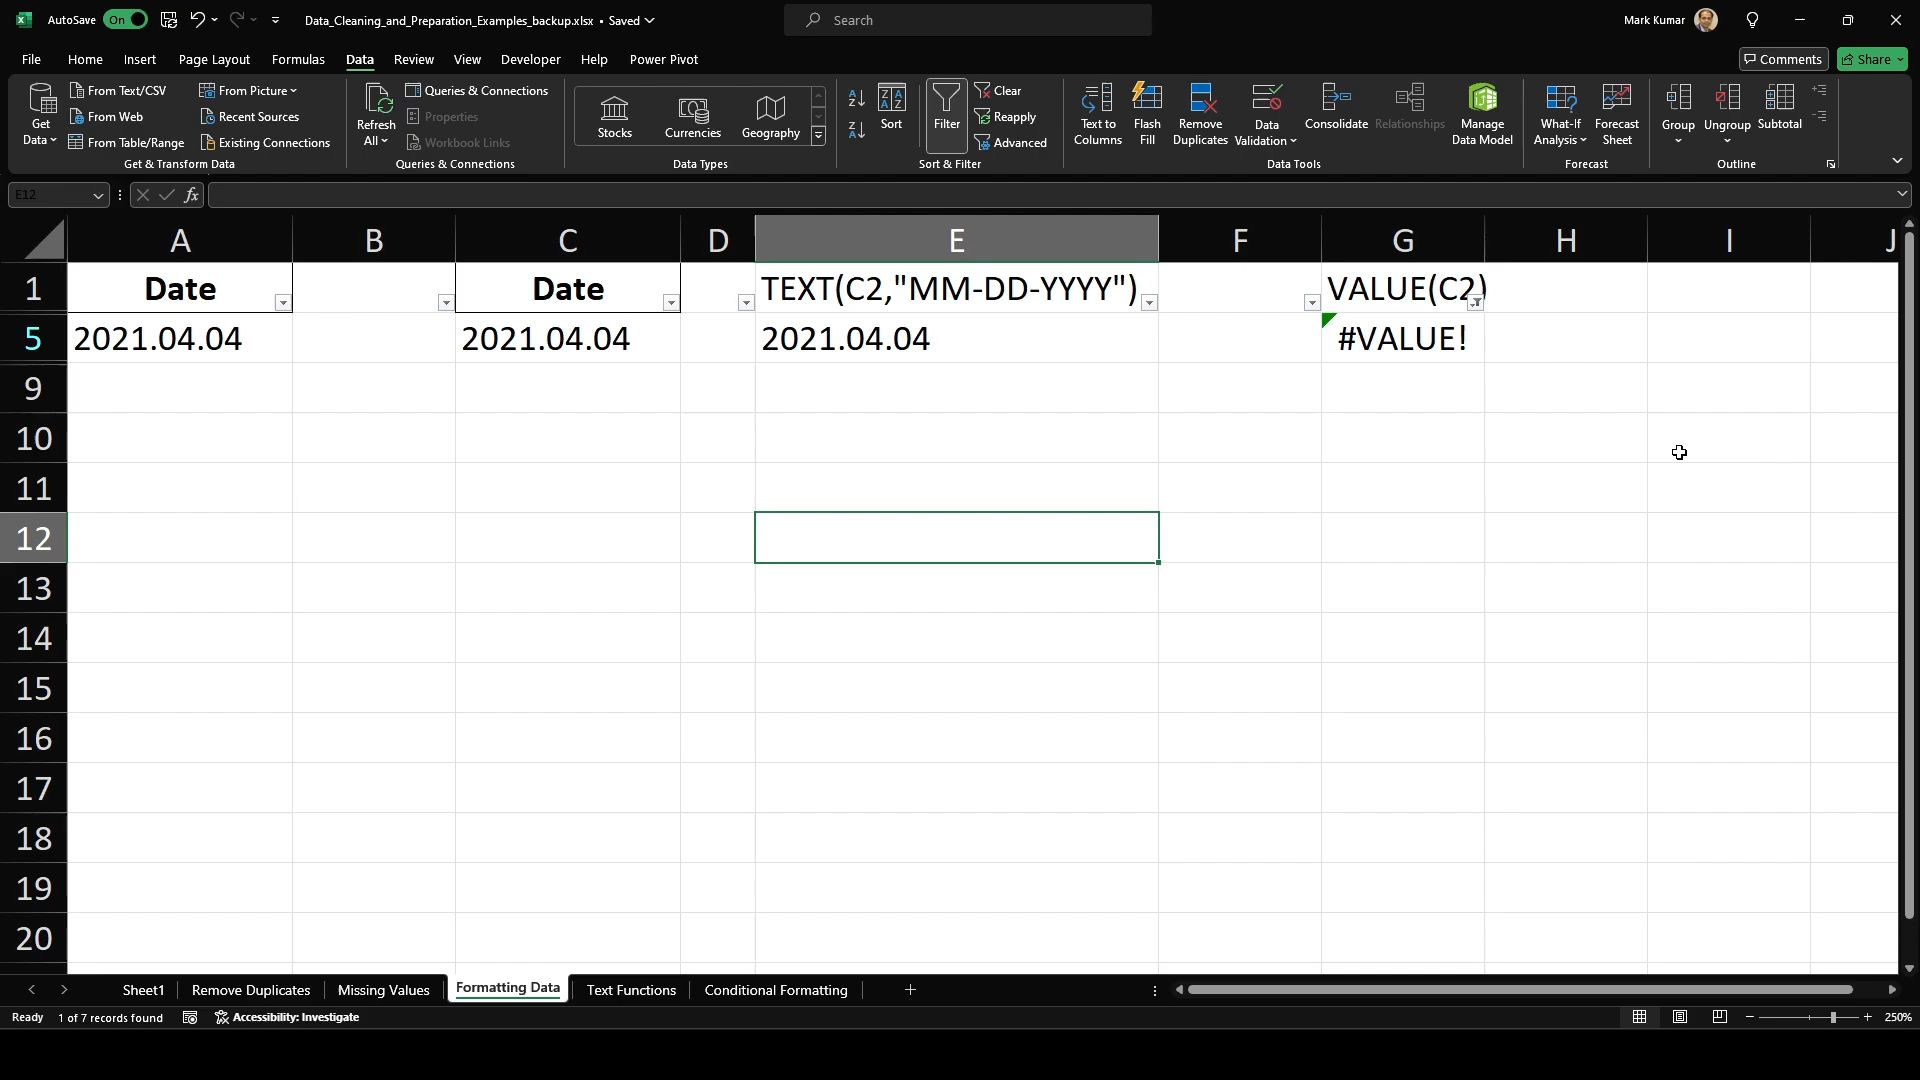 AutoSave On Data_Cleaning_and_Preparation_Examples_backup.xlsx • Saved Search Mark Kumar
File Home Insert Page Layout Formulas Data Review View Developer Help Power Pivot Comments Share
Get Data
From Text/CSV
From Web
From Table/Range
From Picture
Recent Sources
Existing Connections
Get & Transform Data
Refresh All
Queries & Connections
Properties
Workbook Links
Queries & Connections
Stocks Currencies Geography
Data Types
Sort
Filter
Clear
Reapply
Advanced
Sort & Filter
Text to Columns
Flash Fill
Remove Duplicates
Data Validation
Consolidate
Relationships
Manage Data Model
Data Tools
What-If Analysis
Forecast Sheet
Forecast
Group
Ungroup
Subtotal
Outline
E12 fx
A B C D E F G H I J
1 Date Date TEXT(C2,"MM-DD-YYYY") VALUE(C2)
5 2021.04.04 2021.04.04 2021.04.04 #VALUE!
9
10
11
12
13
14
15
16
17
18
19
20
Sheet1 Remove Duplicates Missing Values Formatting Data Text Functions Conditional Formatting
Ready 1 of 7 records found Accessibility: Investigate 250%